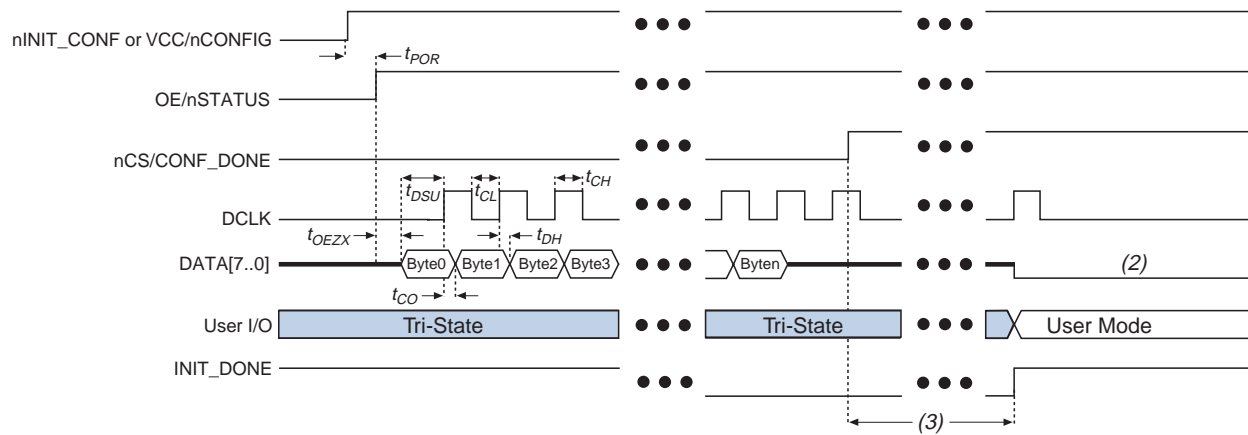 nINIT_CONF or VCC/nCONFIG
tPOR
OE/nSTATUS
nCS/CONF_DONE
tDSU
tCL
tCH
DCLK
tOEZX
tDH
DATA[7..0]
Byte0
Byte1
Byte2
Byte3
Byten
(2)
tCO
User I/O
Tri-State
Tri-State
User Mode
INIT_DONE
(3)